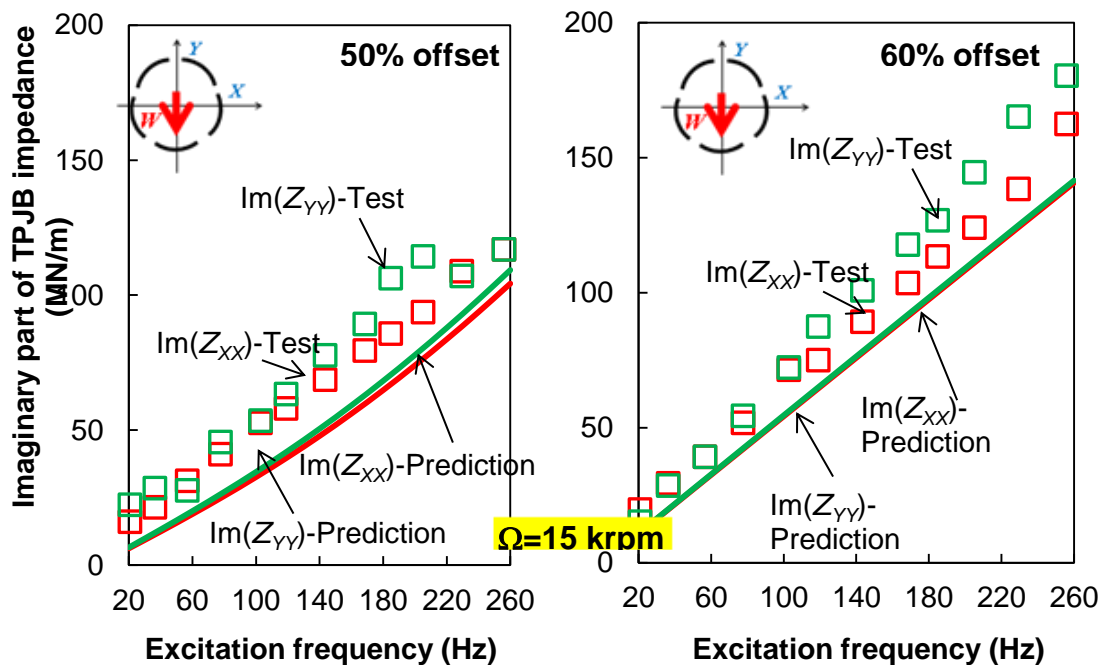 Imaginary part of TPJB impedance
(MN/m)
200
150
100
50
0
50% offset
Y
X
W
Im(ZYY)-Test
Im(ZXX)-Test
Im(ZXX)-Prediction
Im(ZYY)-Prediction
20 60 100 140 180 220 260
Excitation frequency (Hz)
Ω=15 krpm
200
150
100
50
0
60% offset
Y
X
W
Im(ZYY)-Test
Im(ZXX)-Test
Im(ZXX)-
Prediction
Im(ZYY)-
Prediction
20 60 100 140 180 220 260
Excitation frequency (Hz)